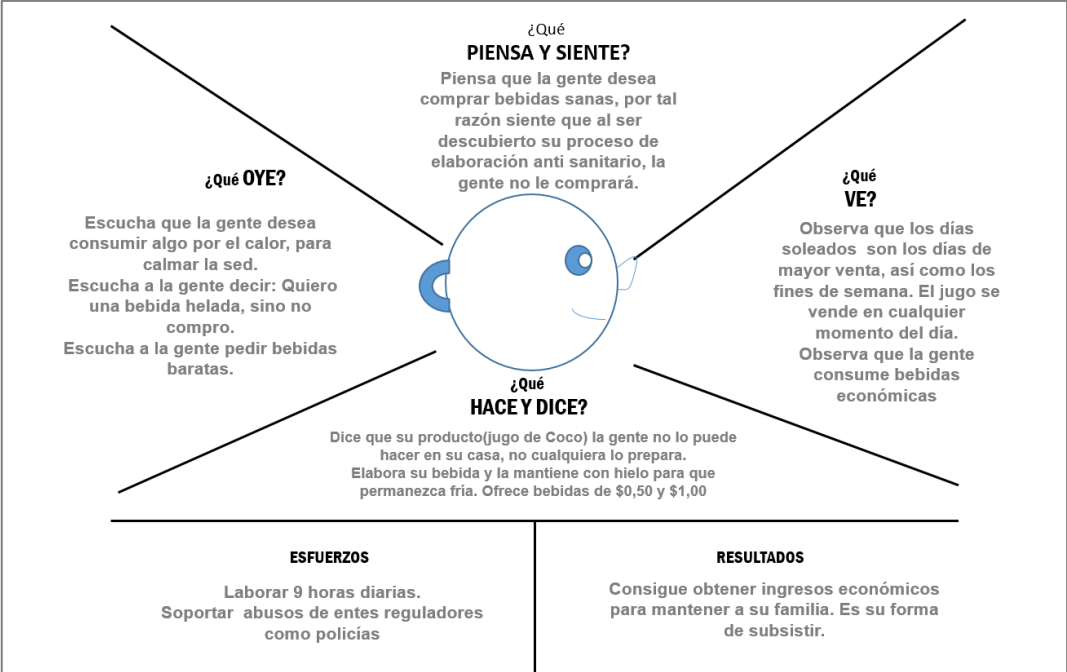 ¿Qué
PIENSA Y SIENTE?
Piensa que la gente desea
comprar bebidas sanas, por tal
razón siente que al ser
descubierto su proceso de
elaboración anti sanitario, la
gente no le comprará.
¿Qué OYE?
Escucha que la gente desea
consumir algo por el calor, para
calmar la sed.
Escucha a la gente decir: Quiero
una bebida helada, sino no
compro.
Escucha a la gente pedir bebidas
baratas.
¿Qué
VE?
Observa que los días
soleados  son los días de
mayor venta, así como los
fines de semana. El jugo se
vende en cualquier
momento del día.
Observa que la gente
consume bebidas
económicas
¿Qué
HACE Y DICE?
Dice que su producto(jugo de Coco) la gente no lo puede
hacer en su casa, no cualquiera lo prepara.
Elabora su bebida y la mantiene con hielo para que
permanezca fría. Ofrece bebidas de $0,50 y $1,00
ESFUERZOS
Laborar 9 horas diarias.
Soportar  abusos de entes reguladores
como policías
RESULTADOS
Consigue obtener ingresos económicos
para mantener a su familia. Es su forma
de subsistir.